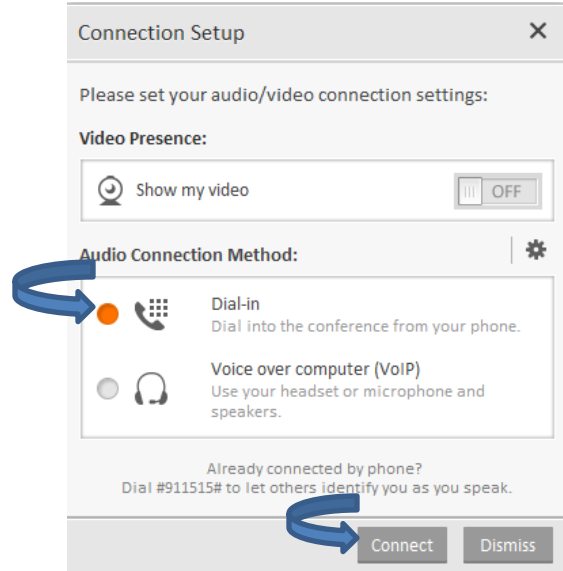 Connection Setup
Please set your audio/video connection settings:
Video Presence:
Show my video
OFF
Audio Connection Method:
Dial-in
Dial into the conference from your phone.
Voice over computer (VoIP)
Use your headset or microphone and
speakers.
Already connected by phone?
Dial #911515# to let others identify you as you speak.
Connect
Dismiss